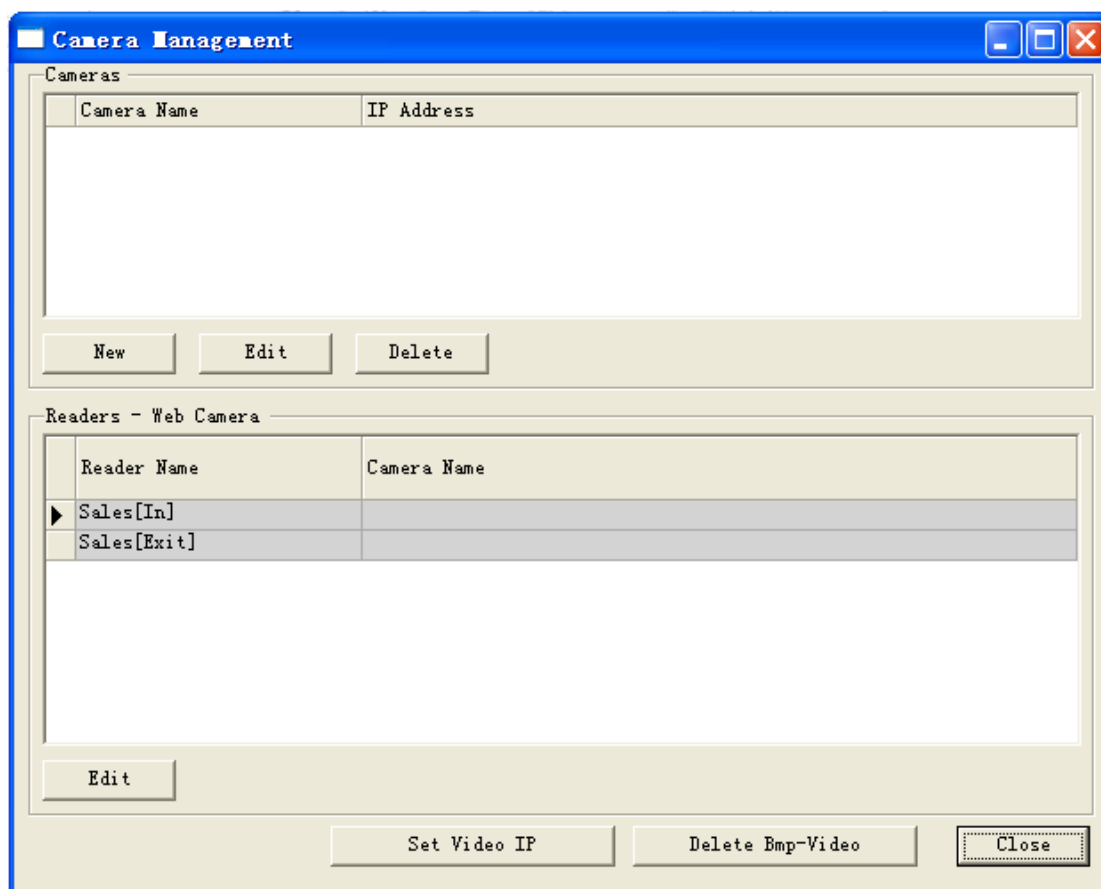 Camera Management
Cameras
Camera Name IP Address
New Edit Delete
Readers - Web Camera
Reader Name Camera Name
Sales[In]
Sales[Exit]
Edit
Set Video IP Delete Bmp-Video Close